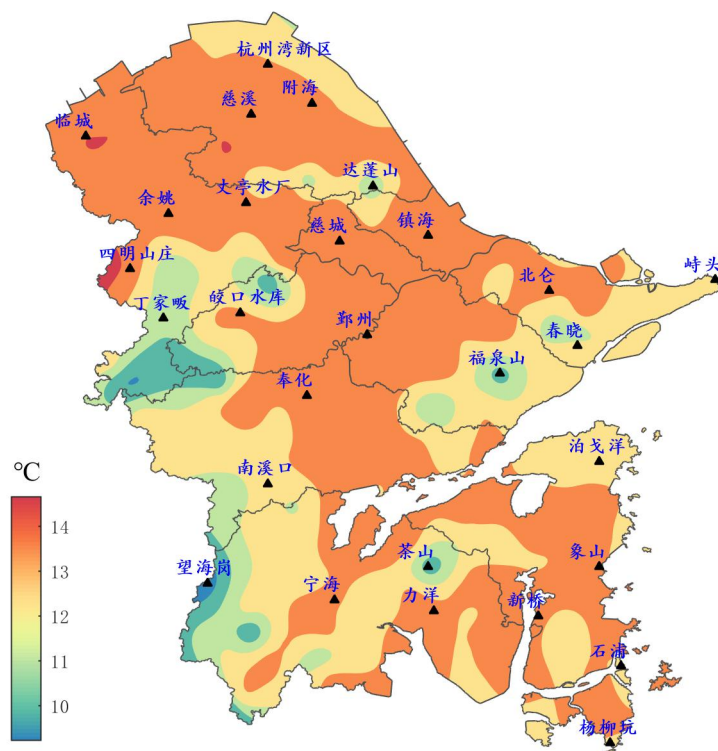 杭州湾新区
附海
慈溪
临城
达蓬山
丈亭水厂
余姚
慈城
镇海
四明山庄
北仑
峙头
丁家畈
皎口水库
鄞州
春晓
福泉山
奉化
泊戈洋
南溪口
℃
14
13
12
11
10
望海岗
茶山
象山
宁海
力洋
新桥
石浦
杨柳坑